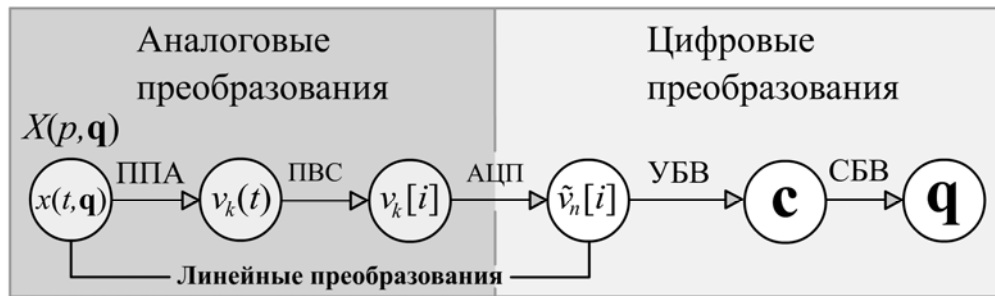 Аналоговые
преобразования
Цифровые
преобразования
X(p,q)
x(t,q)
ППА
v_k(t)
ПВС
v_k[i]
АЦП
ṽ_n[i]
УБВ
c
СБВ
q
Линейные преобразования